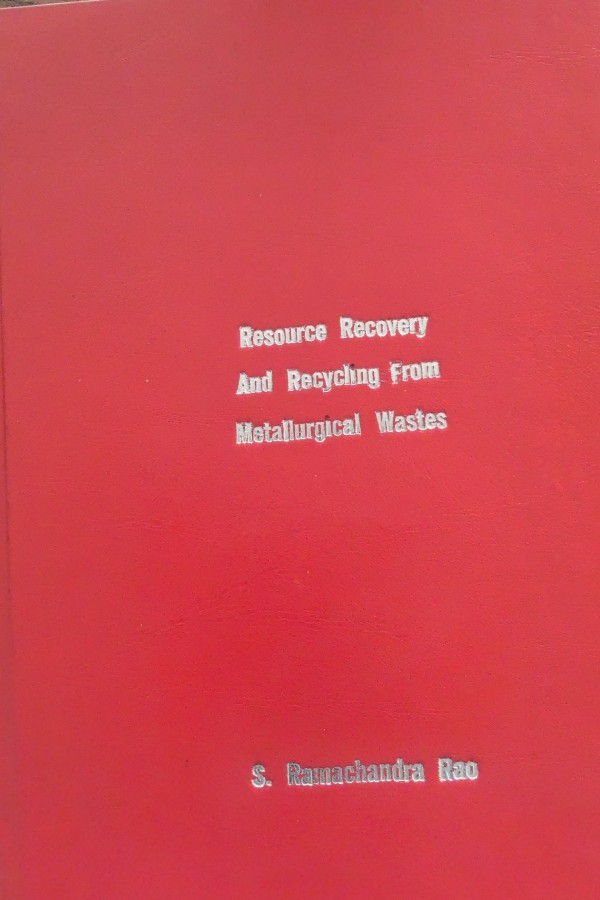 Resource Recovery
And Recycling From
Metallurgical Wastes
S. Ramachandra Rao